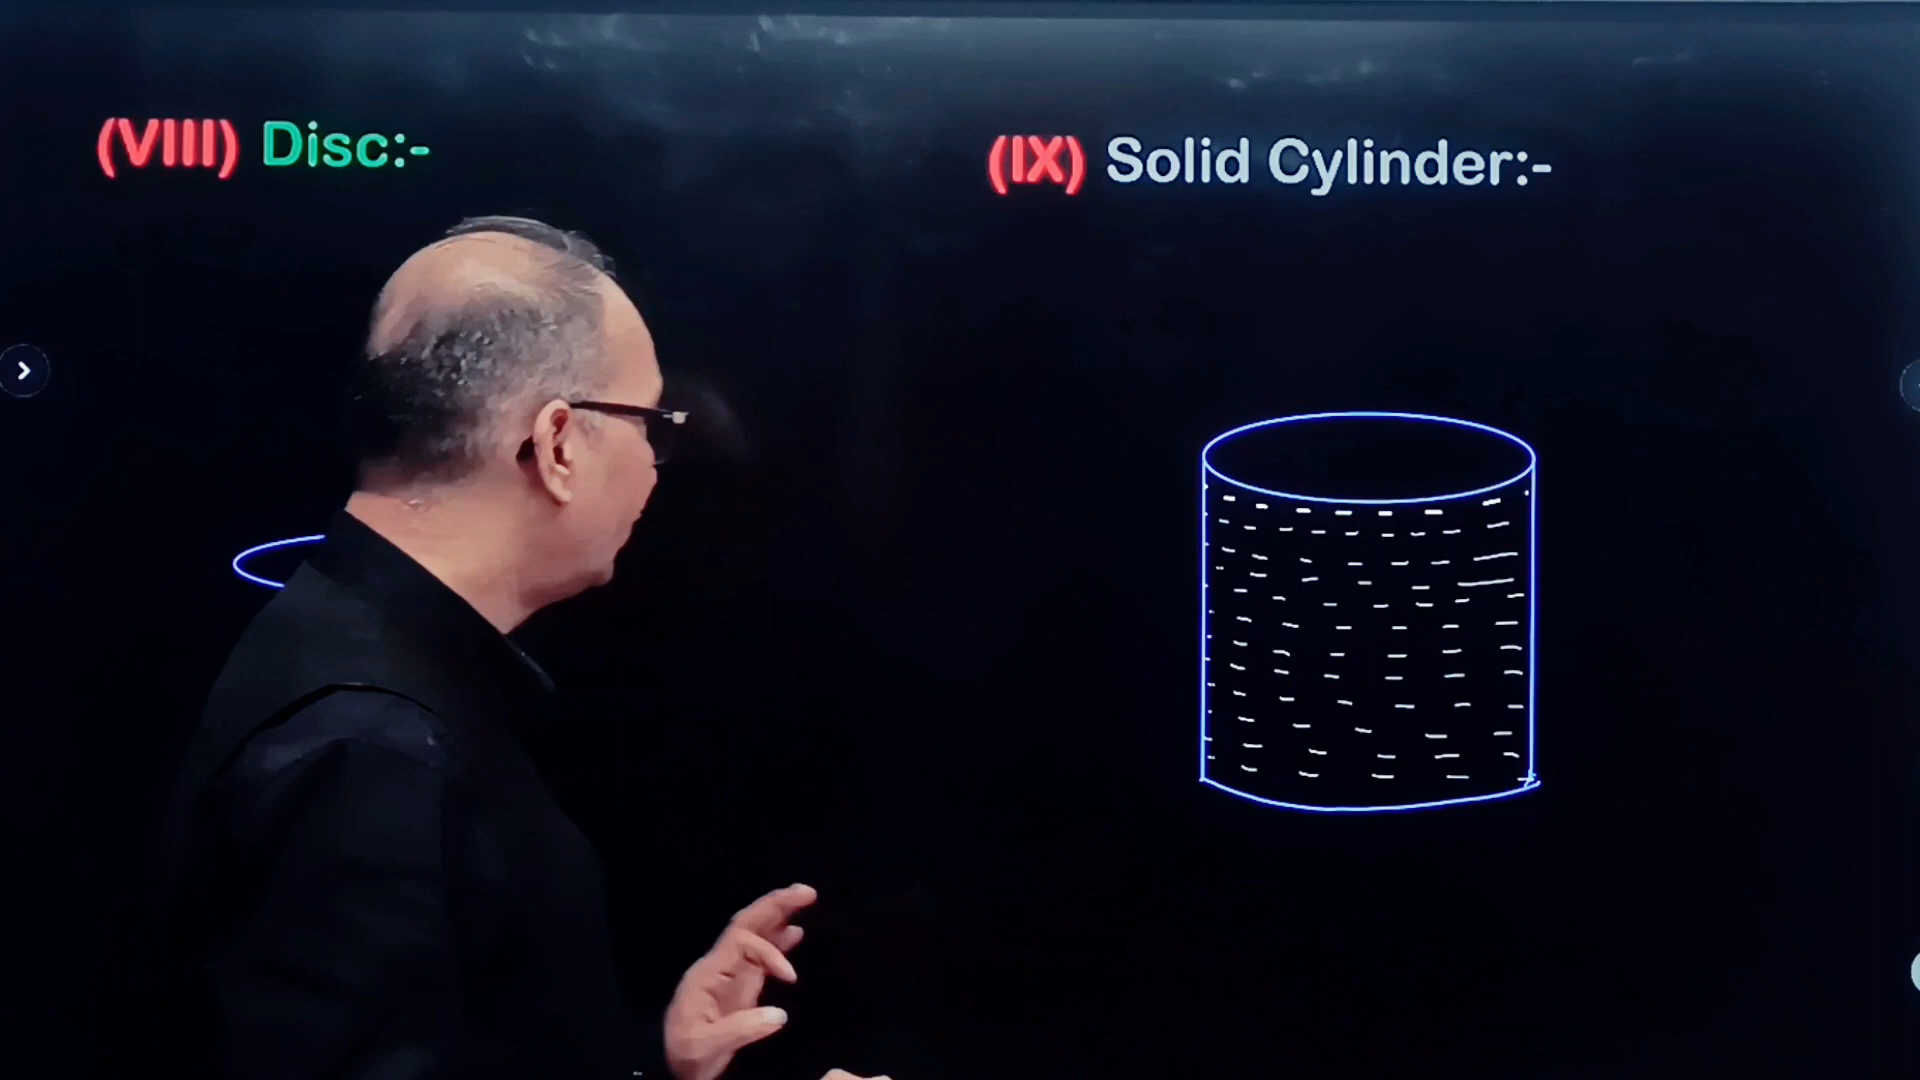 (VIII) Disc:-
(IX) Solid Cylinder:-